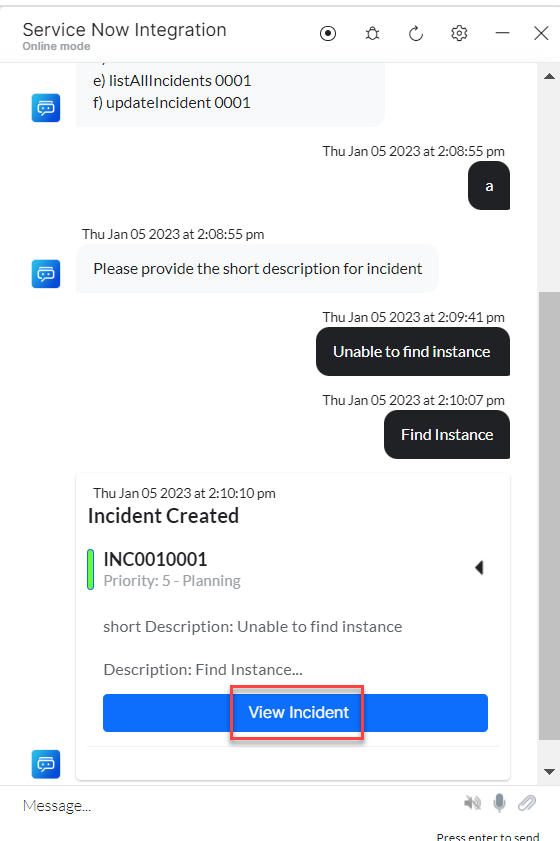 Service Now Integration
Online mode
e) listAllIncidents 0001
f) updateIncident 0001
Thu Jan 05 2023 at 2:08:55 pm
a
Thu Jan 05 2023 at 2:08:55 pm
Please provide the short description for incident
Thu Jan 05 2023 at 2:09:41 pm
Unable to find instance
Thu Jan 05 2023 at 2:10:07 pm
Find Instance
Thu Jan 05 2023 at 2:10:10 pm
Incident Created
INC0010001
Priority: 5 - Planning
short Description: Unable to find instance
Description: Find Instance...
View Incident
Message...
Press enter to send